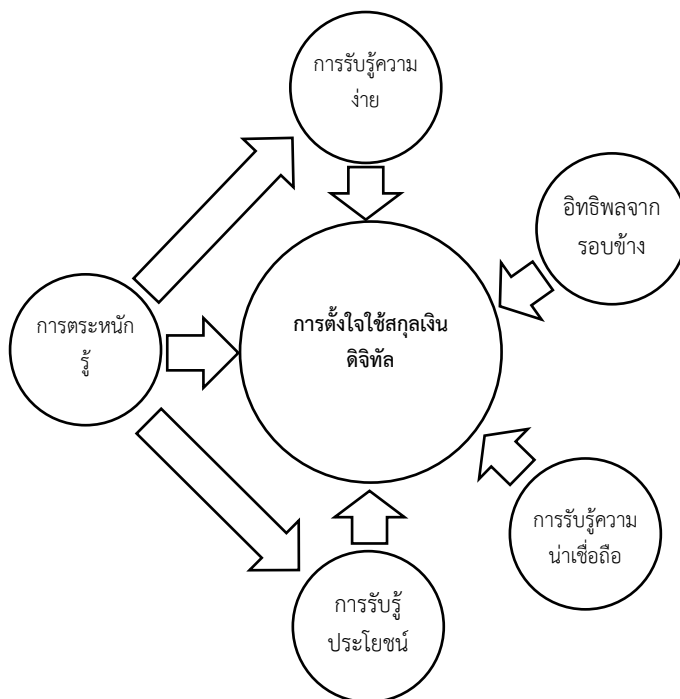 การรับรู้ความ
ง่าย
อิทธิพลจาก
รอบข้าง
การตระหนัก
รู้
การตั้งใจใช้สกุลเงิน
ดิจิทัล
การรับรู้ความ
น่าเชื่อถือ
การรับรู้
ประโยชน์